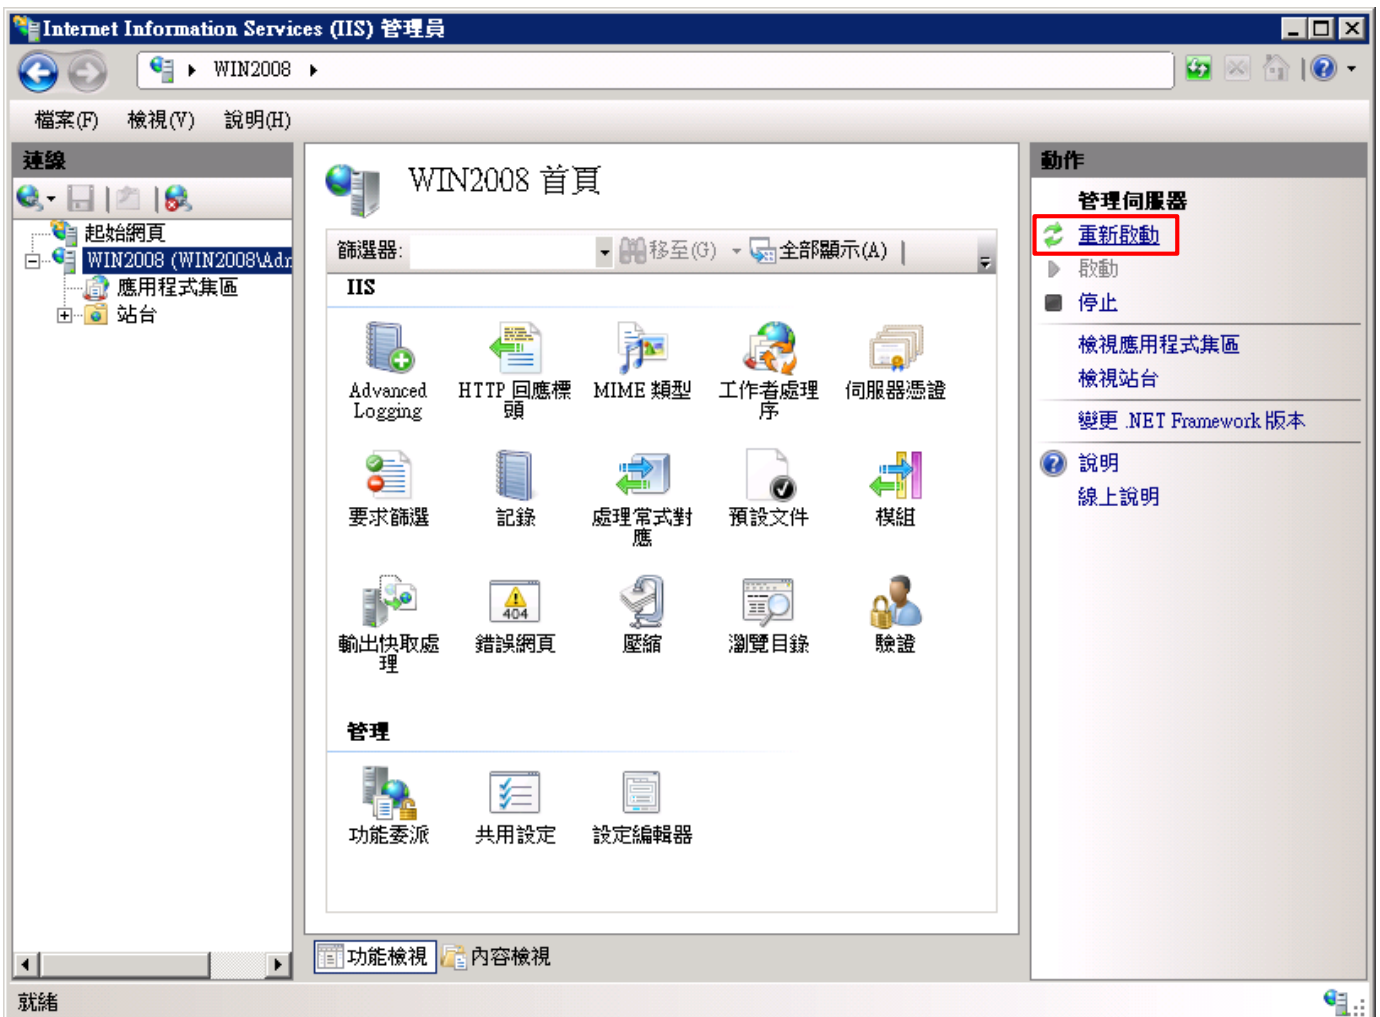 Internet Information Services (IIS) 管理員
WIN2008
檔案(F) 檢視(V) 說明(H)
連線
起始網頁
WIN2008 (WIN2008\Adr
應用程式集區
站台
WIN2008 首頁
篩選器: 移至(G) 全部顯示(A)
IIS
Advanced Logging
HTTP 回應標頭
MIME 類型
工作者處理序
伺服器憑證
要求篩選
記錄
處理常式對應
預設文件
模組
輸出快取處理
404
錯誤網頁
壓縮
瀏覽目錄
驗證
管理
功能委派
共用設定
設定編輯器
功能檢視 內容檢視
動作
管理伺服器
重新啟動
啟動
停止
檢視應用程式集區
檢視站台
變更 .NET Framework 版本
說明
線上說明
就緒